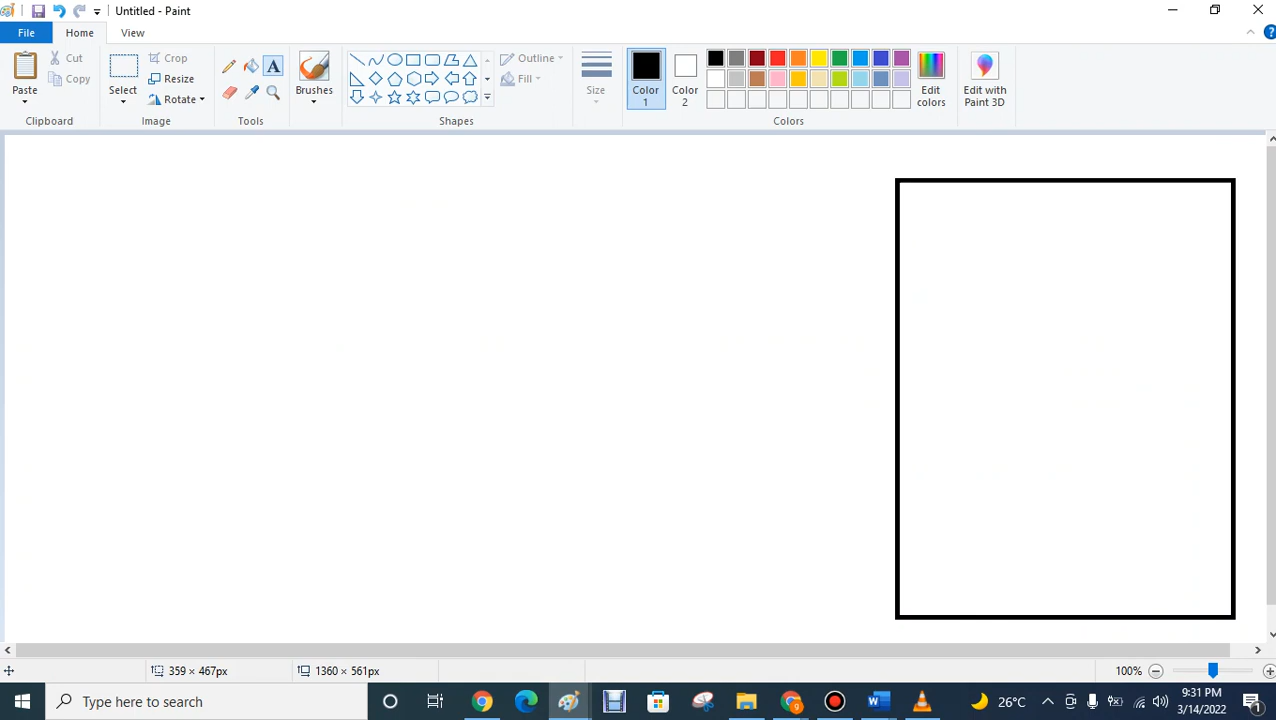 Untitled - Paint
File Home View
Paste
Cut
Copy
Clipboard
Select
Crop
Resize
Rotate
Image
A
Tools
Brushes
Shapes
Outline
Fill
Size
Color 1
Color 2
Colors
Edit colors
Edit with Paint 3D
?
359 × 467px
1360 × 561px
100%
Type here to search
9
W
26°C
9:31 PM
3/14/2022
1